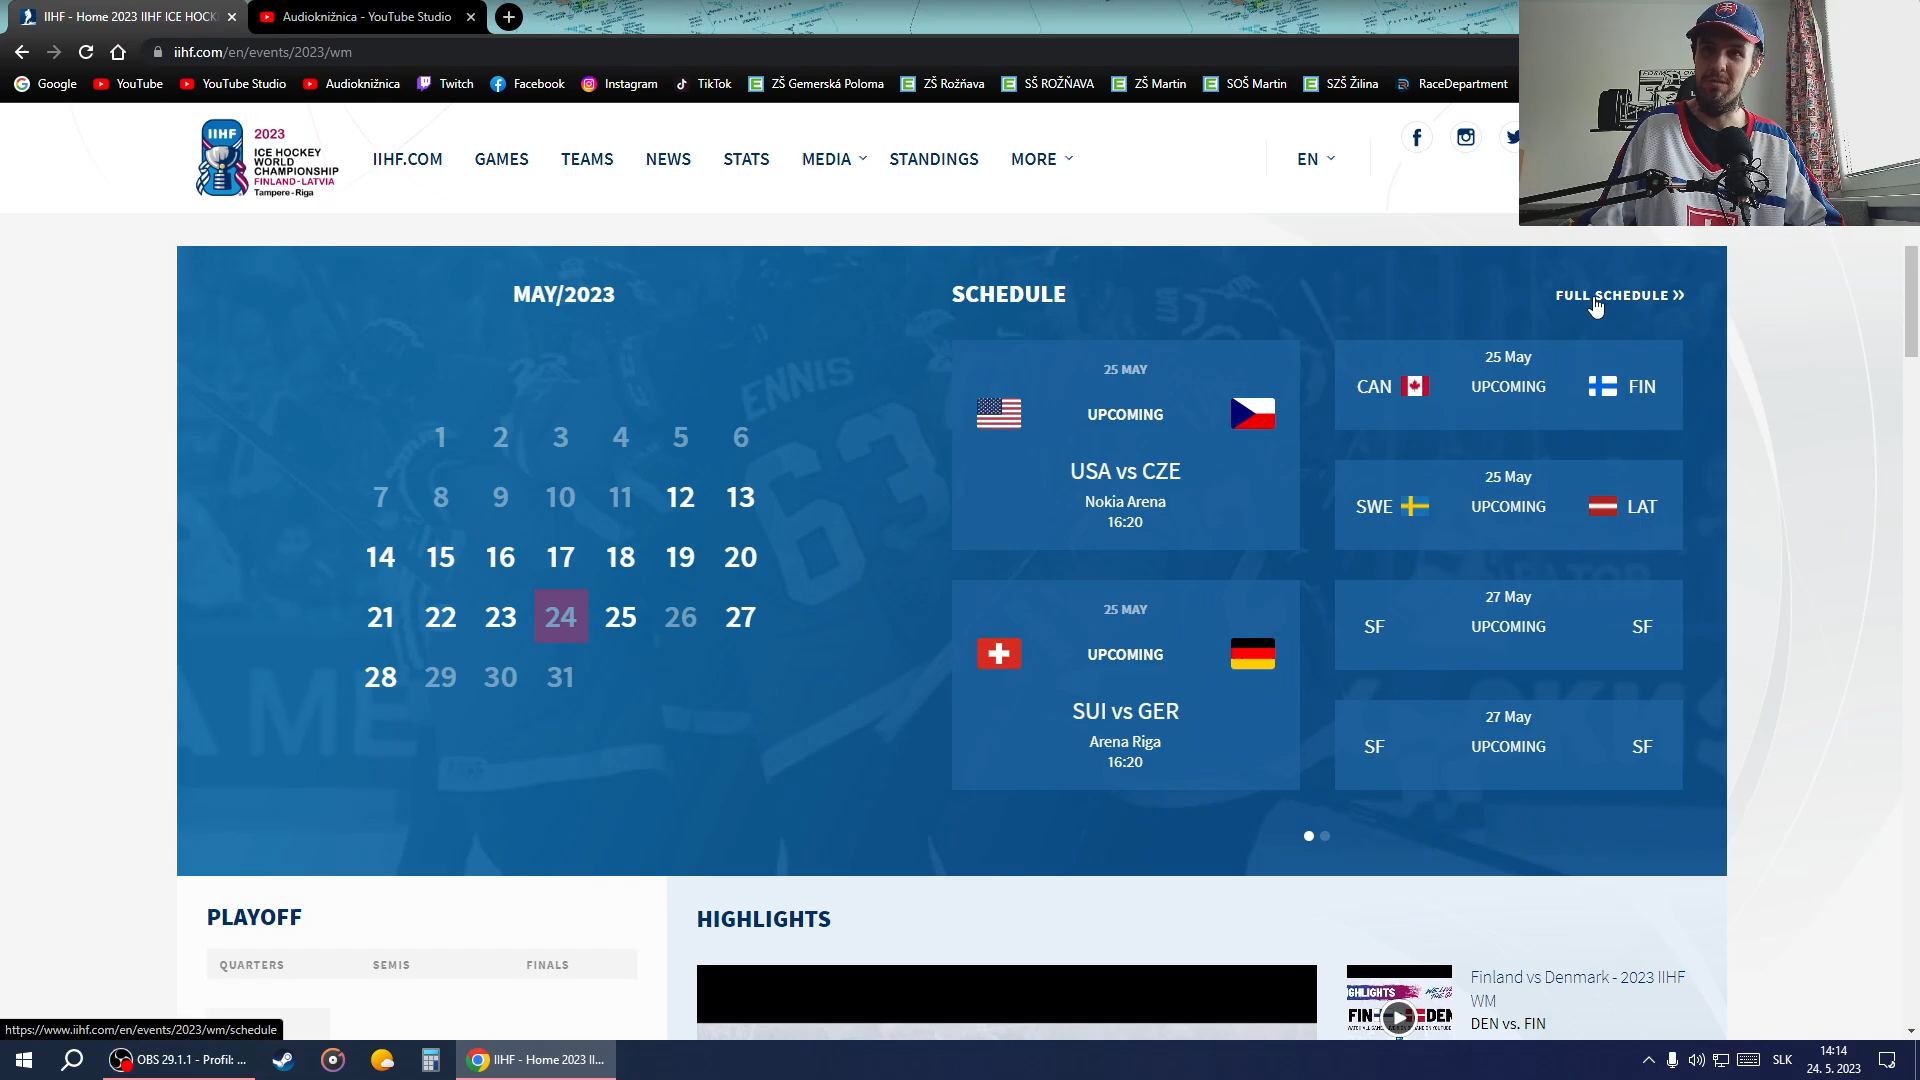 IIHF - Home 2023 IIHF ICE HOCK
Audioknižnica - YouTube Studio
iihf.com/en/events/2023/wm
Google
YouTube
YouTube Studio
Audioknižnica
Twitch
Facebook
Instagram
TikTok
ZŠ Gemerská Poloma
ZŠ Rožňava
SŠ ROŽŇAVA
ZŠ Martin
SOŠ Martin
SZŠ Žilina
RaceDepartment
IIHF
2023
ICE HOCKEY
WORLD
CHAMPIONSHIP
FINLAND-LATVIA
Tampere - Riga
IIHF.COM
GAMES
TEAMS
NEWS
STATS
MEDIA
STANDINGS
MORE
EN
MAY/2023
1 2 3 4 5 6
7 8 9 10 11 12 13
14 15 16 17 18 19 20
21 22 23 24 25 26 27
28 29 30 31
ENNIS
63
SCHEDULE
FULL SCHEDULE
25 MAY
UPCOMING
USA vs CZE
Nokia Arena
16:20
25 MAY
UPCOMING
SUI vs GER
Arena Riga
16:20
25 May
CAN UPCOMING FIN
25 May
SWE UPCOMING LAT
27 May
SF UPCOMING SF
27 May
SF UPCOMING SF
PLAYOFF
QUARTERS
SEMIS
FINALS
HIGHLIGHTS
Finland vs Denmark - 2023 IIHF
WM
DEN vs. FIN
https://www.iihf.com/en/events/2023/wm/schedule
OBS 29.1.1 - Profil: ...
IIHF - Home 2023 II...
SLK
14:14
24. 5. 2023